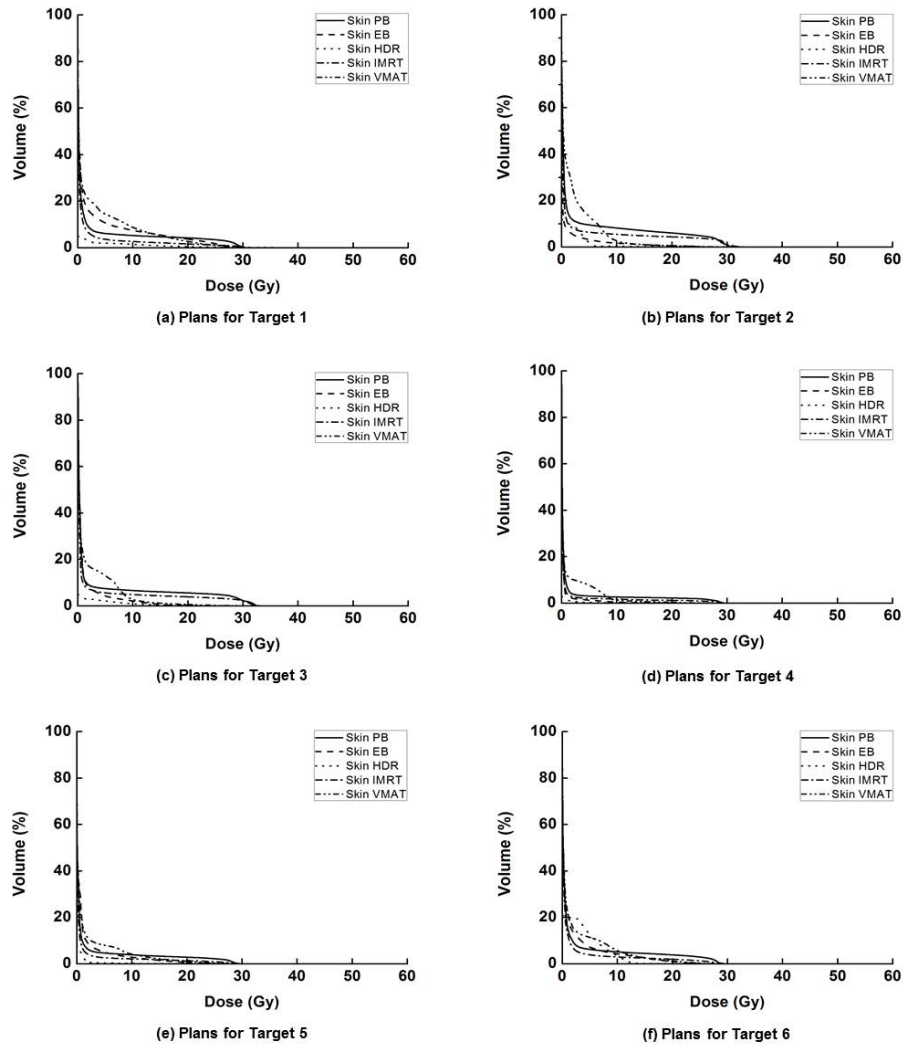 100
80
60
40
20
0
Volume (%)
0 10 20 30 40 50 60
Dose (Gy)
Skin PB
Skin EB
Skin HDR
Skin IMRT
Skin VMAT
(a) Plans for Target 1
100
80
60
40
20
0
Volume (%)
0 10 20 30 40 50 60
Dose (Gy)
Skin PB
Skin EB
Skin HDR
Skin IMRT
Skin VMAT
(b) Plans for Target 2
100
80
60
40
20
0
Volume (%)
0 10 20 30 40 50 60
Dose (Gy)
Skin PB
Skin EB
Skin HDR
Skin IMRT
Skin VMAT
(c) Plans for Target 3
100
80
60
40
20
0
Volume (%)
0 10 20 30 40 50 60
Dose (Gy)
Skin PB
Skin EB
Skin HDR
Skin IMRT
Skin VMAT
(d) Plans for Target 4
100
80
60
40
20
0
Volume (%)
0 10 20 30 40 50 60
Dose (Gy)
Skin PB
Skin EB
Skin HDR
Skin IMRT
Skin VMAT
(e) Plans for Target 5
100
80
60
40
20
0
Volume (%)
0 10 20 30 40 50 60
Dose (Gy)
Skin PB
Skin EB
Skin HDR
Skin IMRT
Skin VMAT
(f) Plans for Target 6